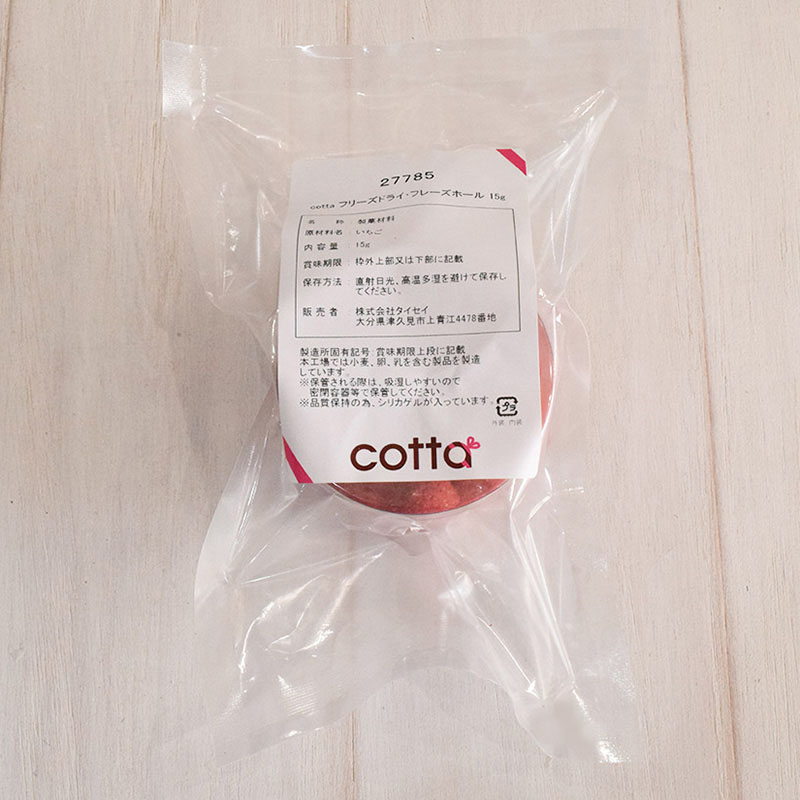 27785
cotta フリーズドライ・フレーズホール 15g
名 称 : 製菓材料
原材料名 : いちご
内容量 : 15g
賞味期限 : 枠外上部又は下部に記載
保存方法 : 直射日光、高温多湿を避けて保存し
てください。
販売者 : 株式会社タイセイ
大分県津久見市上青江4478番地
製造所固有記号:賞味期限上段に記載
本工場では小麦、卵、乳を含む製品を製造
しています。
※保管される際は、吸湿しやすいので
密閉容器等で保管してください。
※品質保持の為、シリカゲルが入っています。
プラ
外装 内袋
cotta